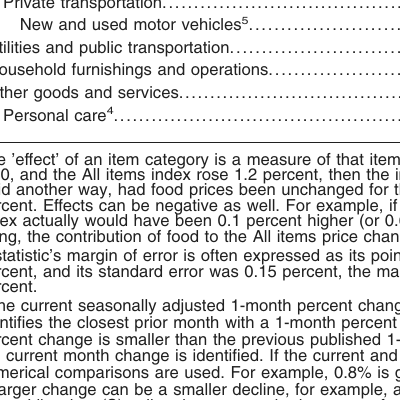 Private transportation
New and used motor vehicles⁵
tilities and public transportation
ousehold furnishings and operations
ther goods and services
Personal care⁴
e 'effect' of an item category is a measure of that item
0, and the All items index rose 1.2 percent, then the i
d another way, had food prices been unchanged for t
rcent. Effects can be negative as well. For example, if
ex actually would have been 0.1 percent higher (or 0.
ng, the contribution of food to the All items price chan
statistic's margin of error is often expressed as its poin
rcent, and its standard error was 0.15 percent, the ma
rcent.
he current seasonally adjusted 1-month percent chang
ntifies the closest prior month with a 1-month percent
rcent change is smaller than the previous published 1-
current month change is identified. If the current and
merical comparisons are used. For example, 0.8% is g
arger change can be a smaller decline, for example, a